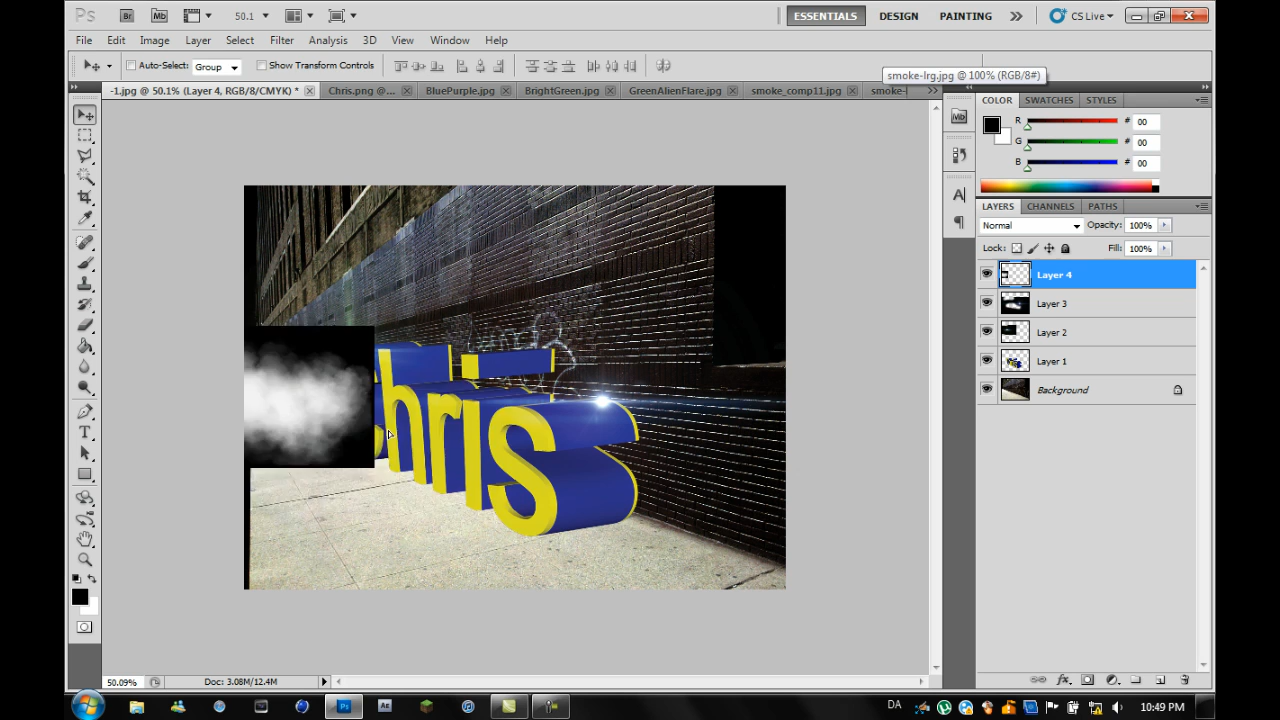 Ps Br Mb 50.1 ESSENTIALS DESIGN PAINTING CS Live
File Edit Image Layer Select Filter Analysis 3D View Window Help
Auto-Select: Group Show Transform Controls
smoke-lrg.jpg @ 100% (RGB/8#)
-1.jpg @ 50.1% (Layer 4, RGB/8/CMYK) * Chris.png @ ... BluePurple.jpg BrightGreen.jpg GreenAlienFlare.jpg smoke_comp11.jpg smoke-
COLOR SWATCHES STYLES
Mb
R # 00
G # 00
B # 00
LAYERS CHANNELS PATHS
Normal Opacity: 100%
Lock: Fill: 100%
Layer 4
Layer 3
Layer 2
Layer 1
Background
hris
50.09% Doc: 3.08M/12.4M
Ps Ae DA 10:49 PM